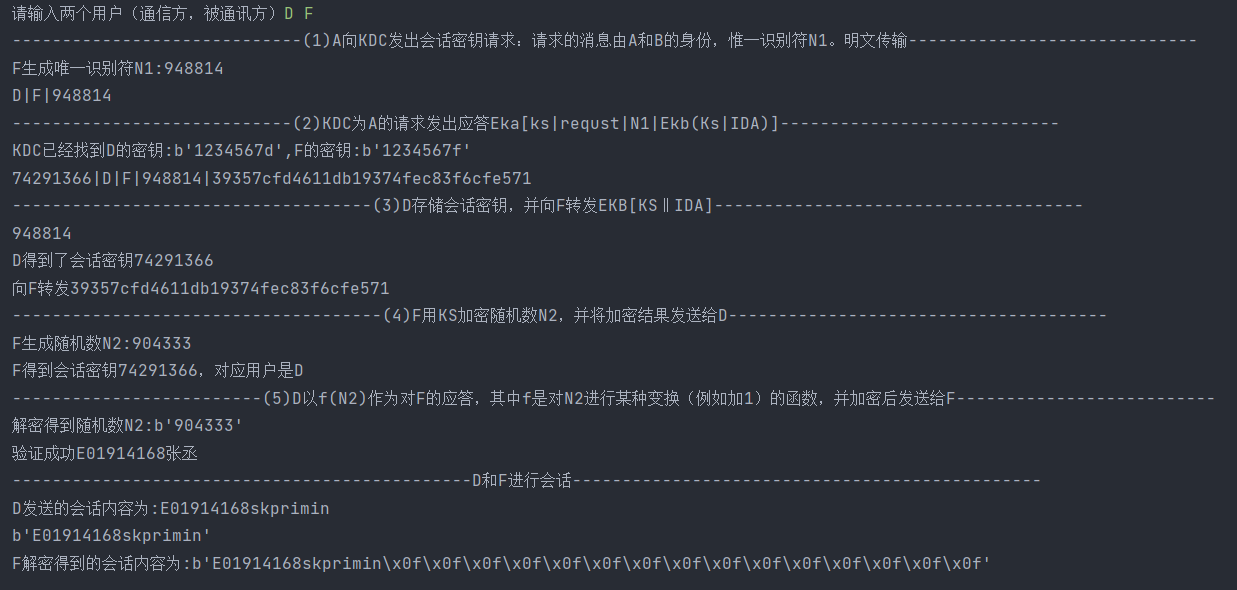 请输入两个用户（通信方，被通讯方）D F
-----------------------------(1)A向KDC发出会话密钥请求：请求的消息由A和B的身份，惟一识别符N1。明文传输-----------------------------
F生成唯一识别符N1:948814
D|F|948814
----------------------------(2)KDC为A的请求发出应答Eka[ks|requst|N1|Ekb(Ks|IDA)]----------------------------
KDC已经找到D的密钥:b'1234567d',F的密钥:b'1234567f'
74291366|D|F|948814|39357cfd4611db19374fec83f6cfe571
------------------------------------(3)D存储会话密钥，并向F转发EKB[KS‖IDA]-------------------------------------
948814
D得到了会话密钥74291366
向F转发39357cfd4611db19374fec83f6cfe571
-------------------------------------(4)F用KS加密随机数N2，并将加密结果发送给D--------------------------------------
F生成随机数N2:904333
F得到会话密钥74291366，对应用户是D
-------------------------(5)D以f(N2)作为对F的应答，其中f是对N2进行某种变换（例如加1）的函数，并加密后发送给F--------------------------
解密得到随机数N2:b'904333'
验证成功E01914168张丞
----------------------------------------------D和F进行会话-----------------------------------------------
D发送的会话内容为:E01914168skprimin
b'E01914168skprimin'
F解密得到的会话内容为:b'E01914168skprimin\x0f\x0f\x0f\x0f\x0f\x0f\x0f\x0f\x0f\x0f\x0f\x0f\x0f\x0f\x0f'